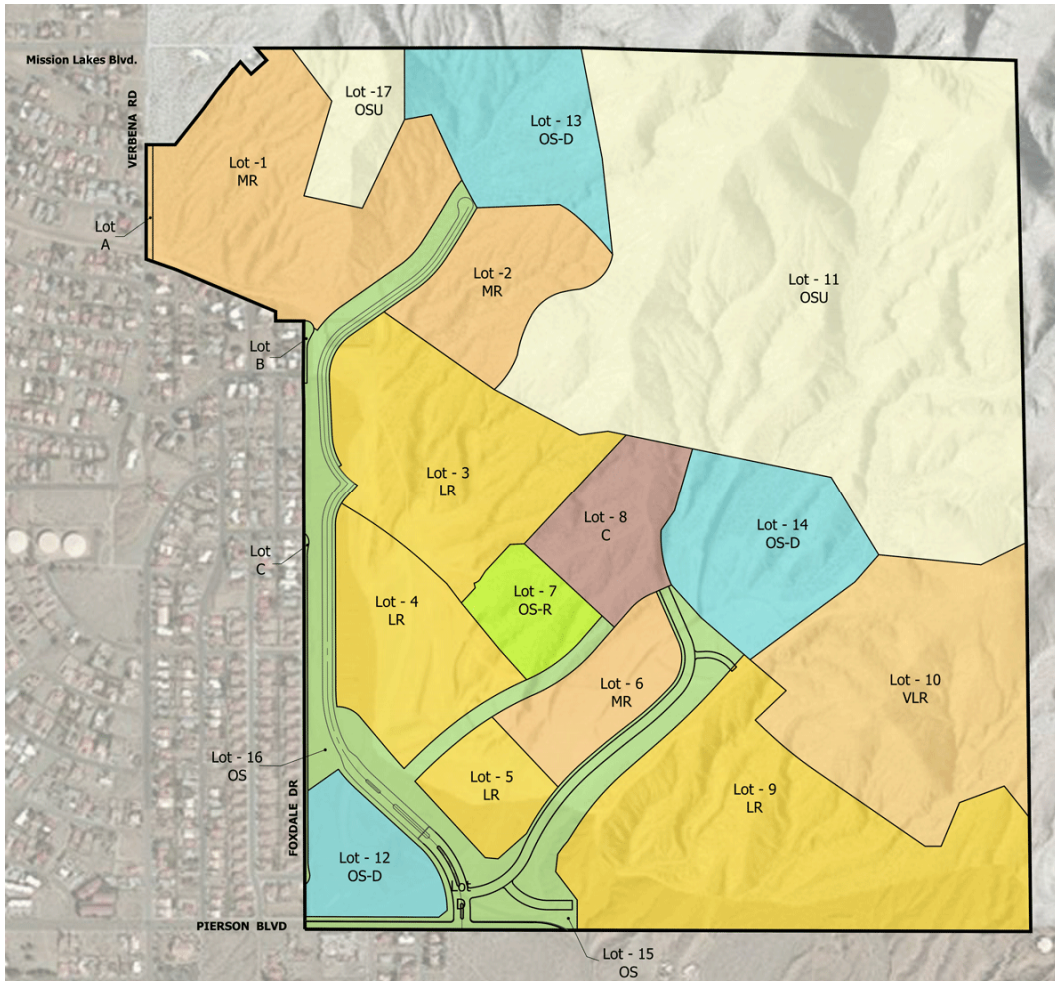 Mission Lakes Blvd.
VERBENA RD
Lot -17
OSU
Lot - 13
OS-D
Lot -1
MR
Lot
A
Lot -2
MR
Lot - 11
OSU
Lot
B
Lot - 3
LR
Lot - 8
C
Lot - 14
OS-D
Lot
C
Lot - 7
OS-R
Lot - 4
LR
Lot - 6
MR
Lot - 10
VLR
Lot - 16
OS
Lot - 5
LR
Lot - 9
LR
FOXDALE DR
Lot - 12
OS-D
Lot
D
PIERSON BLVD
Lot - 15
OS